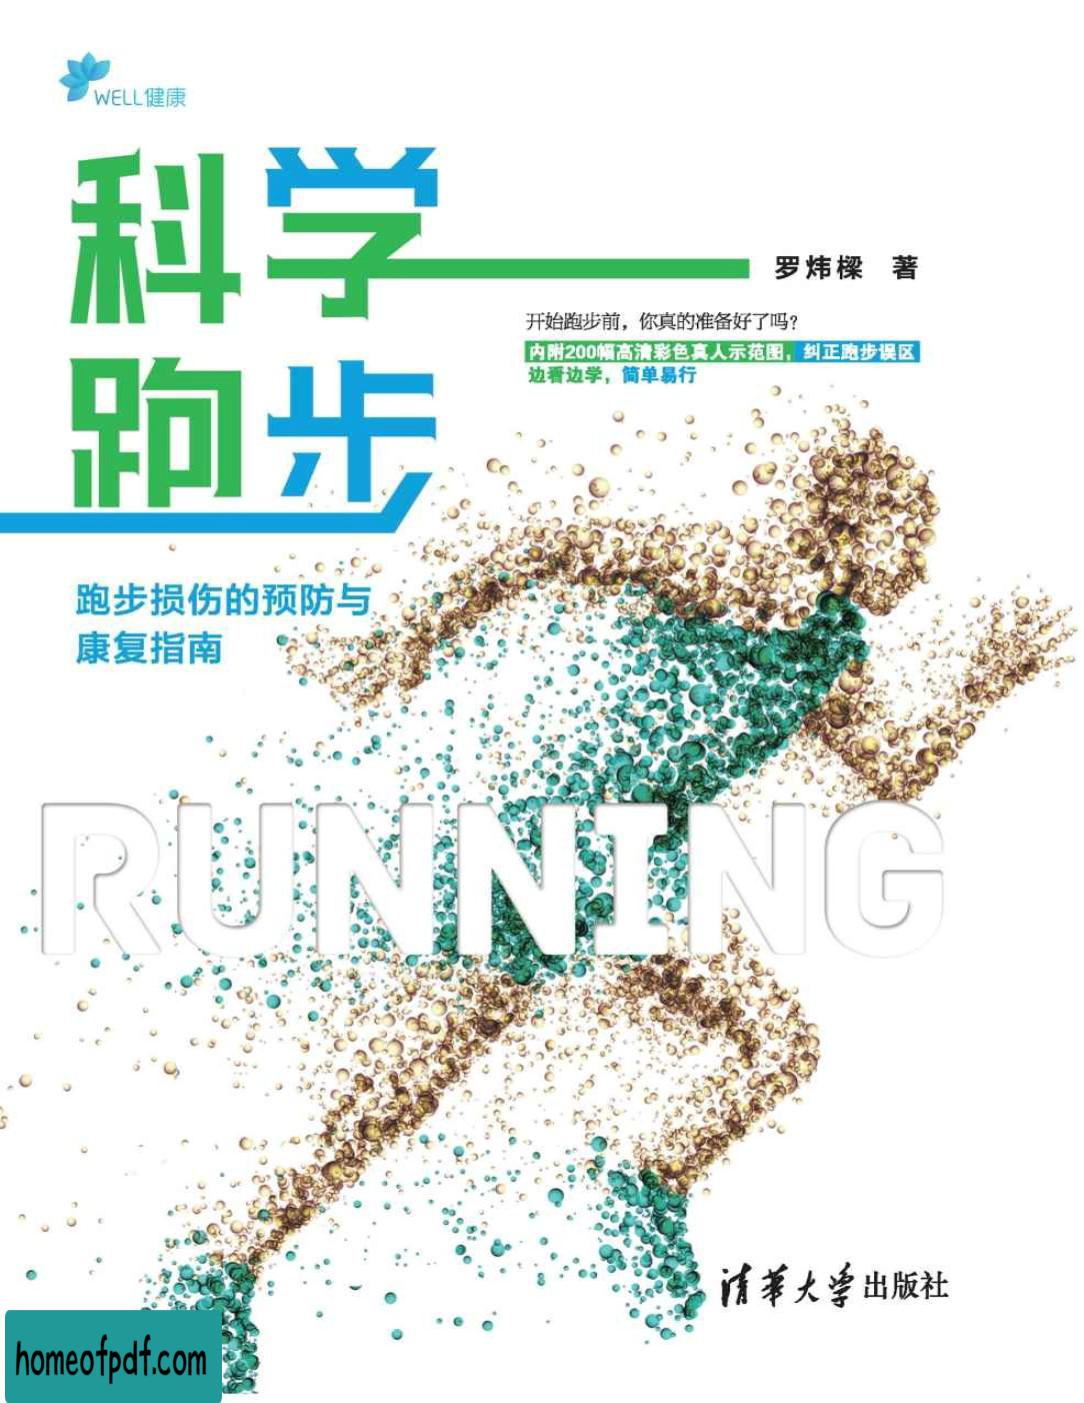 WELL健康
科学
罗炜樑 著
开始跑步前，你真的准备好了吗？
内附200幅高清彩色真人示范图，纠正跑步误区
边看边学，简单易行
跑步
跑步损伤的预防与
康复指南
RUNNING
清华大学出版社
homeofpdf.com